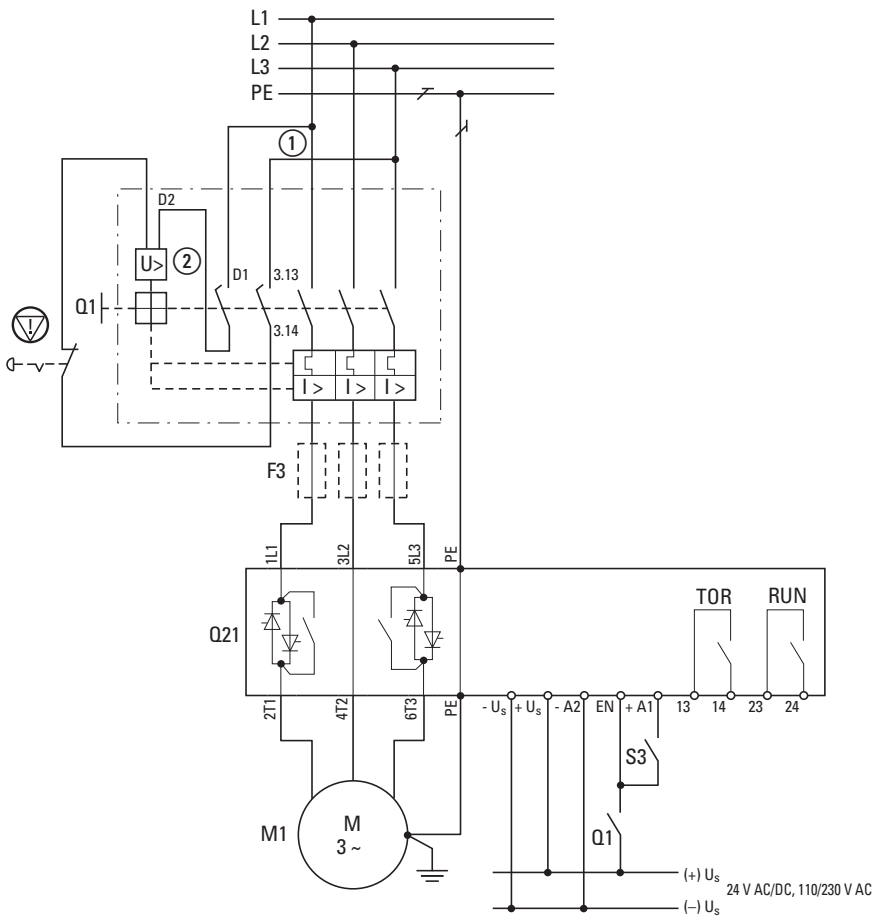 L1
L2
L3
PE
1
D2
U>
2
D1
3.13
Q1
3.14
!
I > I > I >
F3
1L1
3L2
5L3
PE
TOR
RUN
Q21
2T1
4T2
6T3
PE
- Us + Us - A2 EN + A1 13 14 23 24
S3
Q1
M1
M
3 ~
(+) Us
24 V AC/DC, 110/230 V AC
(–) Us